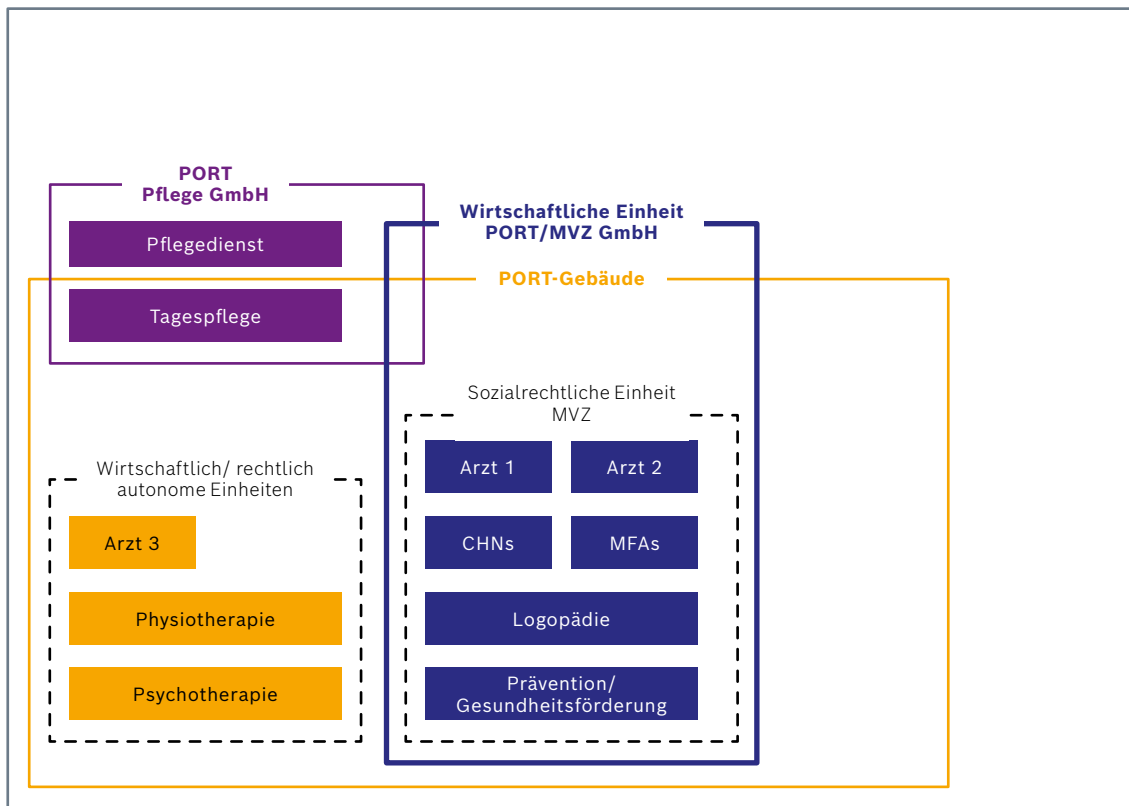 PORT
Pflege GmbH
Pflegedienst
Tagespflege
Wirtschaftliche Einheit
PORT/MVZ GmbH
PORT-Gebäude
Wirtschaftlich/ rechtlich
autonome Einheiten
Arzt 3
Physiotherapie
Psychotherapie
Sozialrechtliche Einheit
MVZ
Arzt 1
Arzt 2
CHNs
MFAs
Logopädie
Prävention/
Gesundheitsförderung